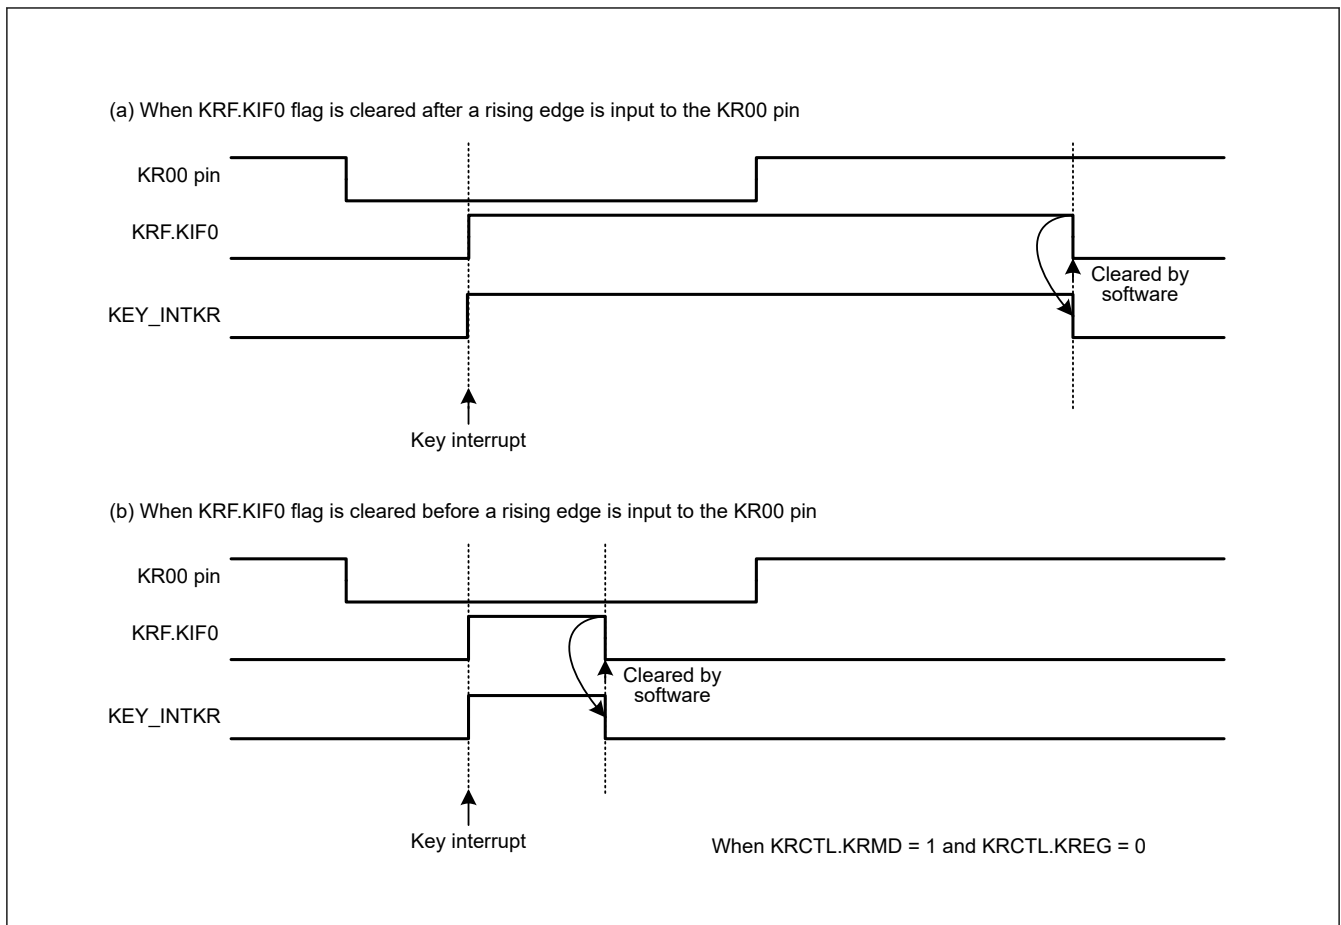 (a) When KRF.KIF0 flag is cleared after a rising edge is input to the KR00 pin
KR00 pin
KRF.KIF0
Cleared by
software
KEY_INTKR
Key interrupt
(b) When KRF.KIF0 flag is cleared before a rising edge is input to the KR00 pin
KR00 pin
KRF.KIF0
Cleared by
software
KEY_INTKR
Key interrupt
When KRCTL.KRMD = 1 and KRCTL.KREG = 0